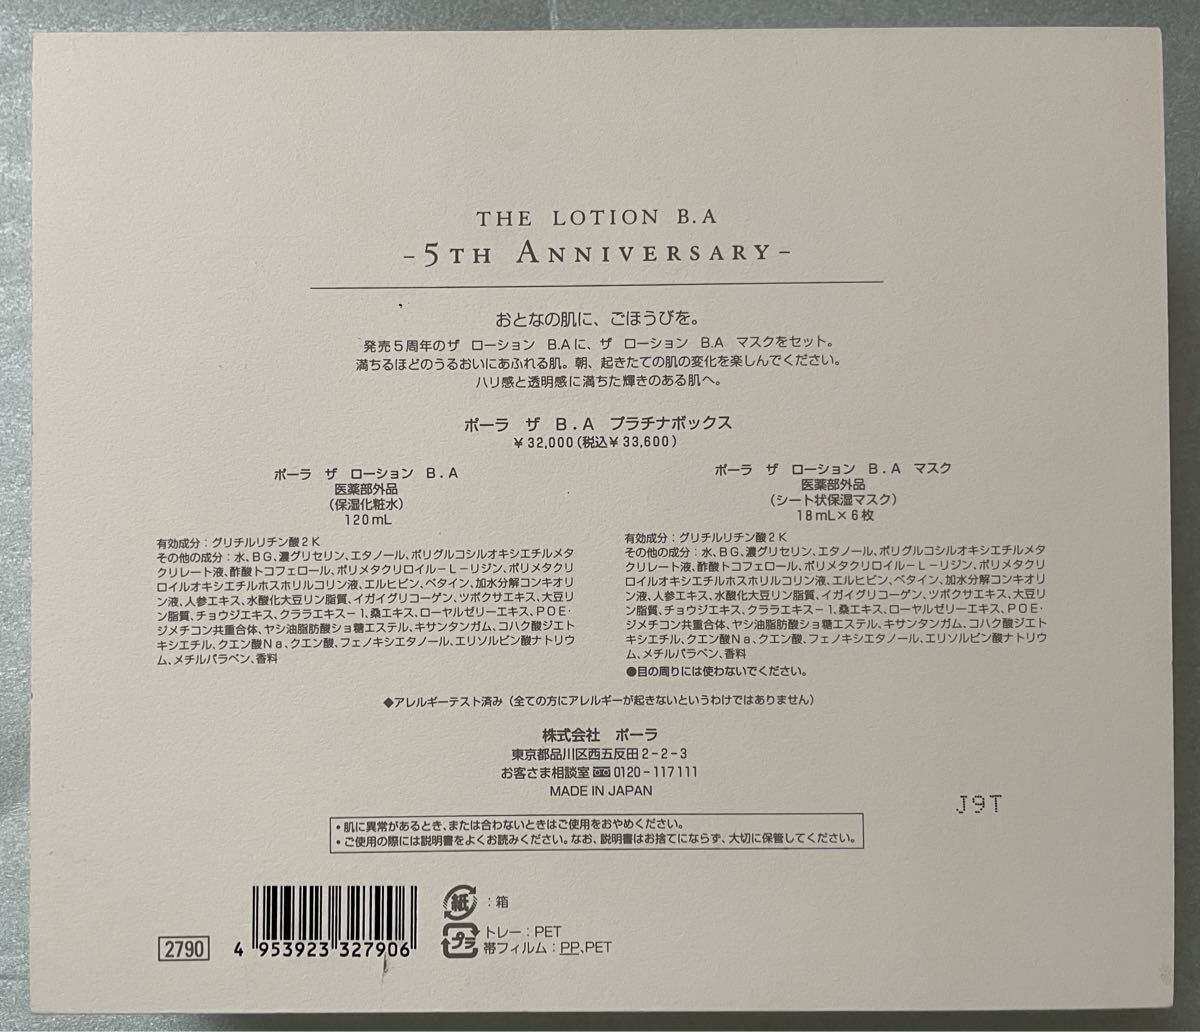 THE LOTION B.A
-5TH ANNIVERSARY-
おとなの肌に、ごほうびを。
発売5周年のザ ローション B.Aに、ザ ローション B.A マスクをセット。
満ちるほどのうるおいにあふれる肌。朝、起きたての肌の変化を楽しんでください。
ハリ感と透明感に満ちた輝きのある肌へ。
ポーラ ザ B.A プラチナボックス
¥32,000(税込¥33,600)
ポーラ ザ ローション B.A
医薬部外品
(保湿化粧水)
120mL
有効成分:グリチルリチン酸2K
その他の成分:水、BG、濃グリセリン、エタノール、ポリグルコシルオキシエチルメタ
クリレート液、酢酸トコフェロール、ポリメタクリロイル-L-リジン、ポリメタク
ロイルオキシエチルホスホリルコリン液、エルヒビン、ベタイン、加水分解コンキオリ
ン液、人参エキス、水酸化大豆リン脂質、イガイグリコーゲン、ツボクサエキス、大豆リ
ン脂質、チョウジエキス、クララエキス-1、桑エキス、ローヤルゼリーエキス、POE・
ジメチコン共重合体、ヤシ油脂肪酸ショ糖エステル、キサンタンガム、コハク酸ジエト
キシエチル、クエン酸Na、クエン酸、フェノキシエタノール、エリソルビン酸ナトリウ
ム、メチルパラベン、香料
ポーラ ザ ローション B.A マスク
医薬部外品
(シート状保湿マスク)
18mL×6枚
有効成分:グリチルリチン酸2K
その他の成分:水、BG、濃グリセリン、エタノール、ポリグルコシルオキシエチルメタ
クリレート液、酢酸トコフェロール、ポリメタクリロイル-L-リジン、ポリメタクリ
ロイルオキシエチルホスホリルコリン液、エルヒビン、ベタイン、加水分解コンキオリ
ン液、人参エキス、水酸化大豆リン脂質、イガイグリコーゲン、ツボクサエキス、大豆リ
ン脂質、チョウジエキス、クララエキス-1、桑エキス、ローヤルゼリーエキス、POE・
ジメチコン共重合体、ヤシ油脂肪酸ショ糖エステル、キサンタンガム、コハク酸ジエト
キシエチル、クエン酸Na、クエン酸、フェノキシエタノール、エリソルビン酸ナトリウ
ム、メチルパラベン、香料
●目の周りには使わないでください。
◆アレルギーテスト済み(全ての方にアレルギーが起きないというわけではありません)
株式会社 ポーラ
東京都品川区西五反田2-2-3
お客さま相談室 0120-117111
MADE IN JAPAN
J9T
・肌に異常があるとき、または合わないときはご使用をおやめください。
・ご使用の際には説明書をよくお読みください。なお、説明書はお捨てにならず、大切に保管してください。
紙:箱
プラ トレー:PET
帯フィルム:PP、PET
2790
4 953923 327906